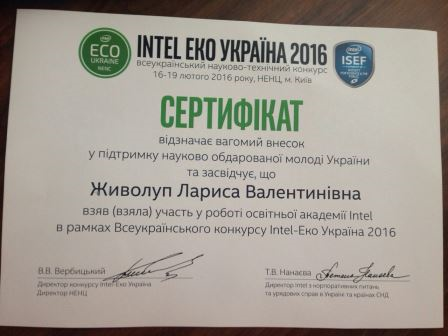 ECO
UKRAINE
NENC
INTEL ЕКО УКРАЇНА 2016
всеукраїнський науково-технічний конкурс
16-19 лютого 2016 року, НЕНЦ, м. Київ
intel
ISEF
СЕРТИФІКАТ
відзначає вагомий внесок
у підтримку науково обдарованої молоді України
та засвідчує, що
Живолуп Лариса Валентинівна
взяв (взяла) участь у роботі освітньої академії Intel
в рамках Всеукраїнського конкурсу Intel-Еко Україна 2016
В.В. Вербицький
Директор конкурсу Intel-Еко Україна
Директор НЕНЦ
Т.В. Нанаєва
Директор Intel з корпоративних питань
та урядових справ в Україні та країнах СНД